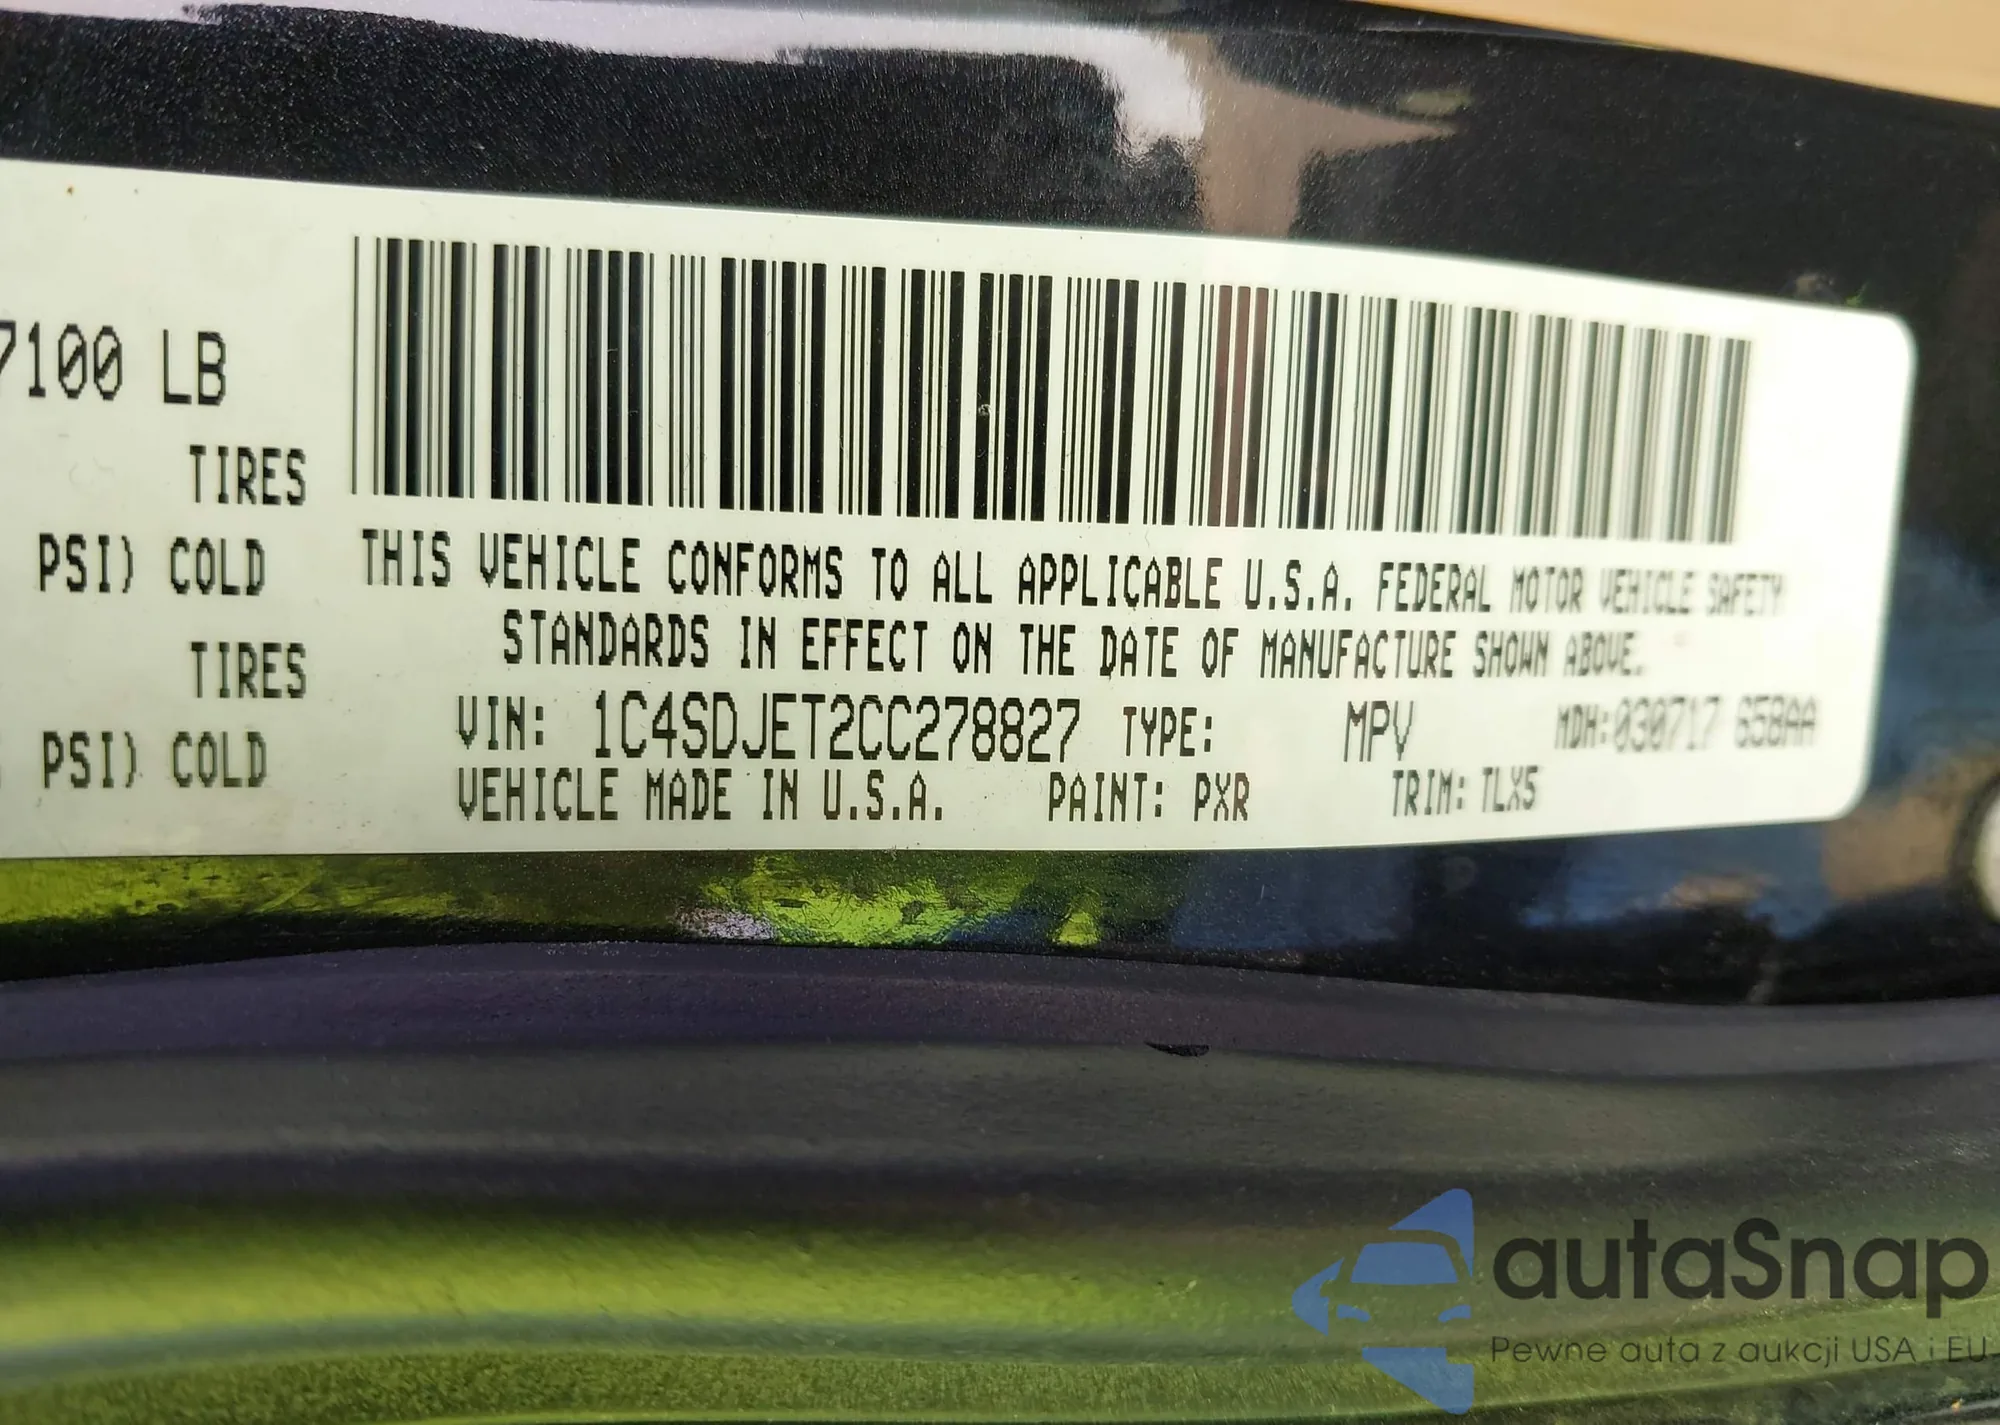 7100 LB
TIRES
PSI) COLD
TIRES
PSI) COLD
THIS VEHICLE CONFORMS TO ALL APPLICABLE U.S.A. FEDERAL MOTOR VEHICLE SAFETY
STANDARDS IN EFFECT ON THE DATE OF MANUFACTURE SHOWN ABOVE.
VIN: 1C4SDJET2CC278827 TYPE: MPV MDH:030717 658AA
VEHICLE MADE IN U.S.A. PAINT: PXR TRIM: TLX5
autaSnap
Pewne auta z aukcji USA i EU